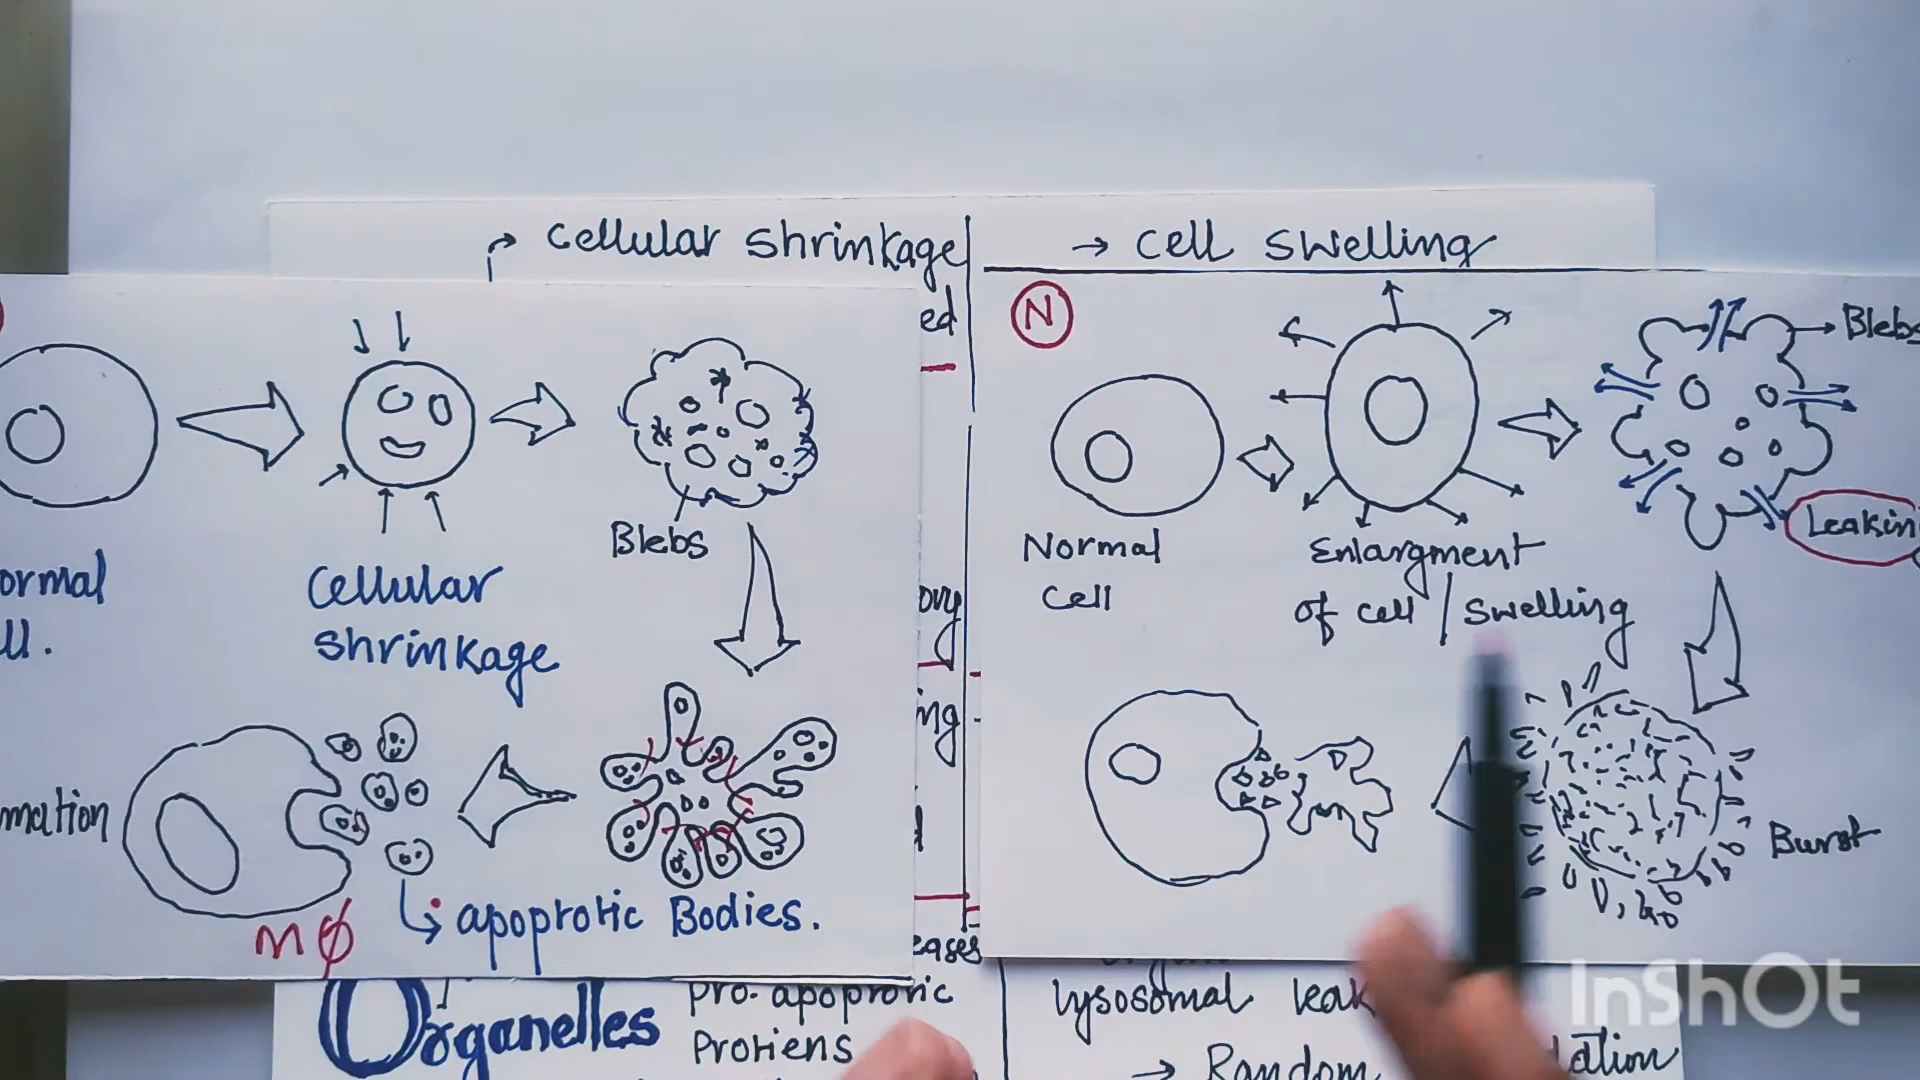 → cellular shrinkage
→ cell swelling
ed
N
Blebs
Blebs
Leakin
Normal
cell
Enlargment
of cell / swelling
ormal
ll.
cellular
shrinkage
ory
ng
mation
Burst
mø
apoprotic Bodies.
eases
Organelles
Pro-apoprotic
Protiens
lysosomal leak
→ Random
dation
InShOt